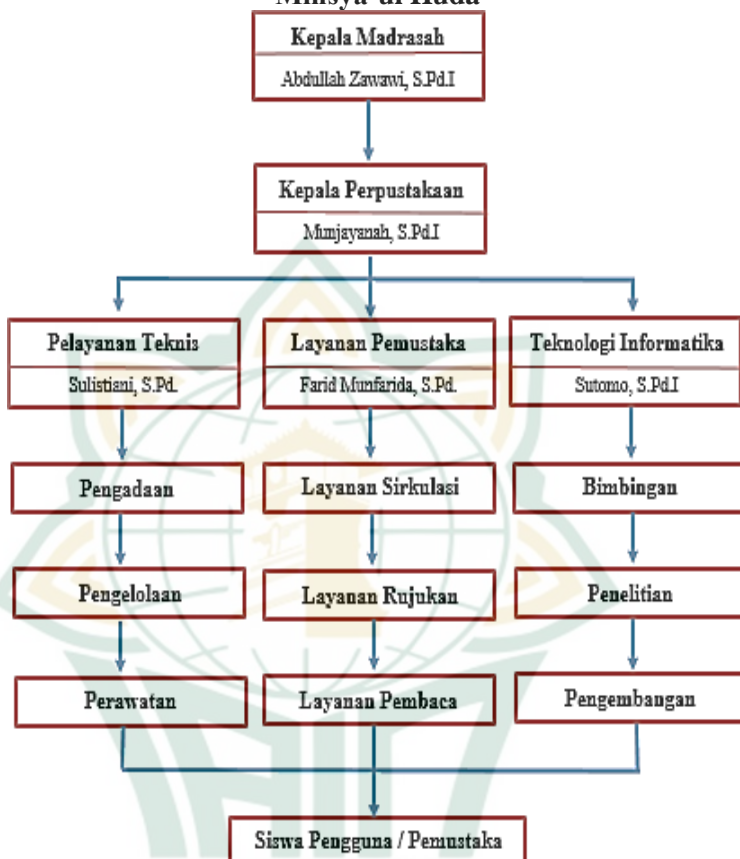 Kepala Madrasah
Abdullah Zawawi, S.Pd.I
Kepala Perpustakaan
Munjayanah, S.Pd.I
Pelayanan Teknis
Sulistiani, S.Pd.
Layanan Pemustaka
Farid Munfarida, S.Pd.
Teknologi Informatika
Sutomo, S.Pd.I
Pengadaan
Layanan Sirkulasi
Bimbingan
Pengelolaan
Layanan Rujukan
Penelitian
Perawatan
Layanan Pembaca
Pengembangan
Siswa Pengguna / Pemustaka